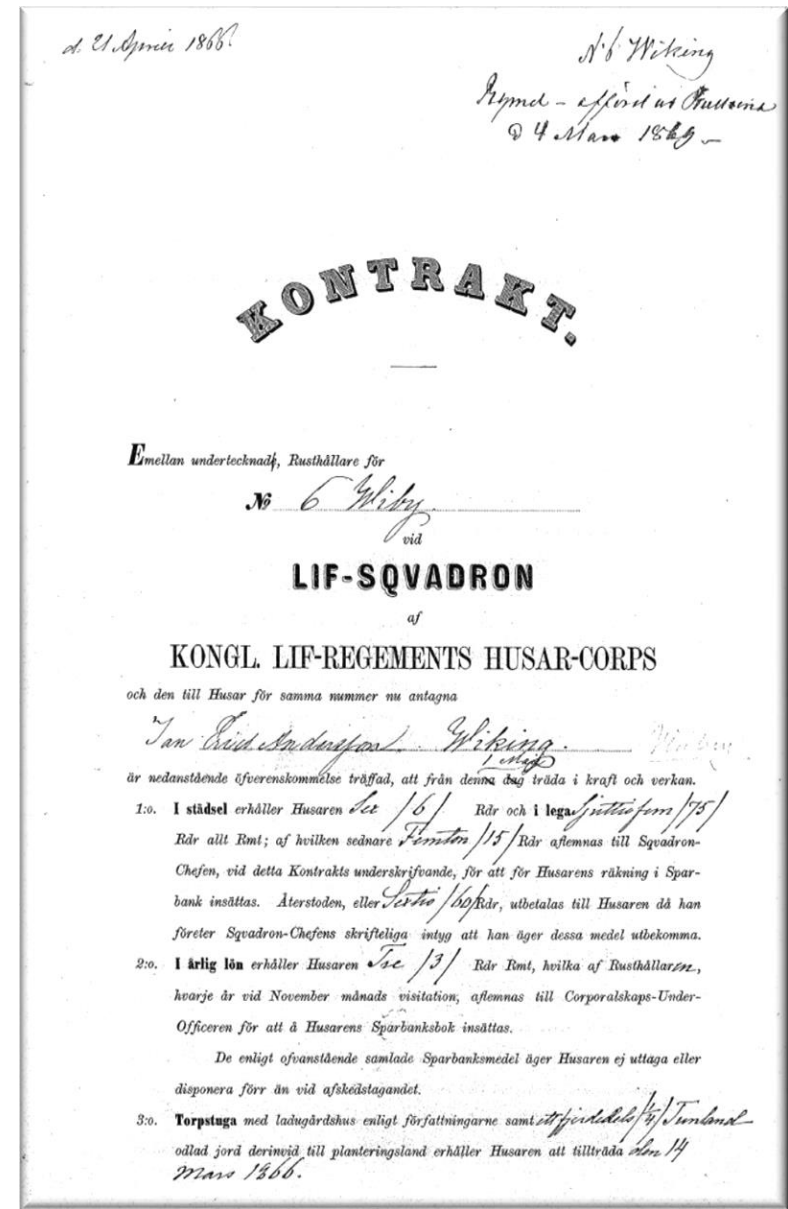 d. 21 April 1866.
N:6 Wiking
Rymd – afförd ur Rullorna
d 4 Mars 1869 –
KONTRAKT.
Emellan undertecknad, Rusthållare för
No 6 Wiby.
vid
LIF-SQVADRON
af
KONGL. LIF-REGEMENTS HUSAR-CORPS
och den till Husar för samma nummer nu antagna
Jan Erid Andersson Wiking.
1 Maj
är nedanstående öfverenskommelse träffad, att från denna dag träda i kraft och verkan.
1:o. I städsel erhåller Husaren Sex /6/ Rdr och i lega Sjuttiofem /75/
Rdr allt Rmt; af hvilken sednare Femton /15/ Rdr aflemnas till Sqvadron-
Chefen, vid detta Kontrakts underskrifvande, för att för Husarens räkning i Spar-
bank insättas. Återstoden, eller Sextio /60/ Rdr, utbetalas till Husaren då han
företer Sqvadron-Chefens skrifteliga intyg att han äger dessa medel utbekomma.
2:o. I årlig lön erhåller Husaren Tre /3/ Rdr Rmt, hvilka af Rusthållaren,
hvarje år vid November månads visitation, aflemnas till Corporalskaps-Under-
Officeren för att å Husarens Sparbanksbok insättas.
De enligt ofvanstående samlade Sparbanksmedel äger Husaren ej uttaga eller
disponera förr än vid afskedstagandet.
3:o. Torpstuga med ladugårdshus enligt författningarne samt ett fjerdedels /¼/ Tunland
odlad jord derinvid till planteringsland erhåller Husaren att tillträda den 14
Mars 1866.